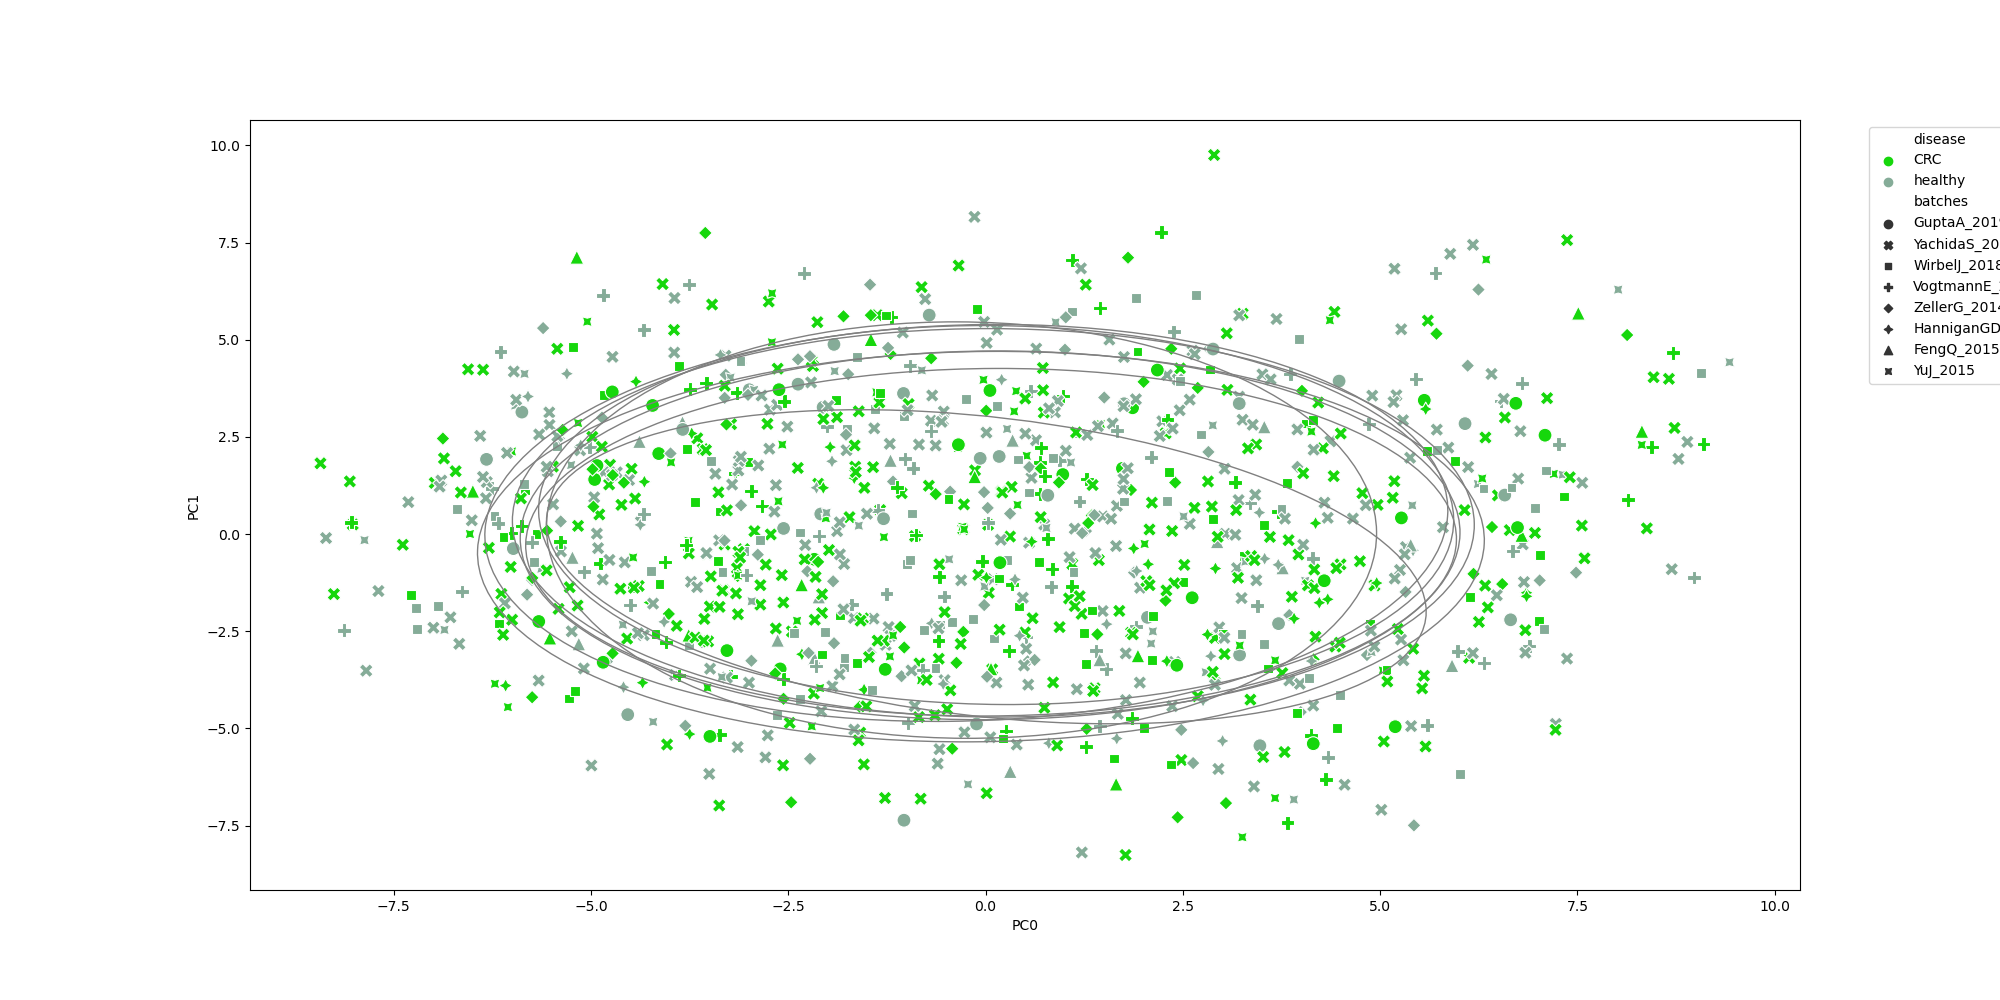 10.0
7.5
5.0
2.5
0.0
−2.5
−5.0
−7.5
PC1
−7.5
−5.0
−2.5
0.0
2.5
5.0
7.5
10.0
PC0
disease
CRC
healthy
batches
GuptaA_201
YachidaS_20
WirbelJ_2018
VogtmannE_
ZellerG_2014
HanniganGD
FengQ_2015
YuJ_2015